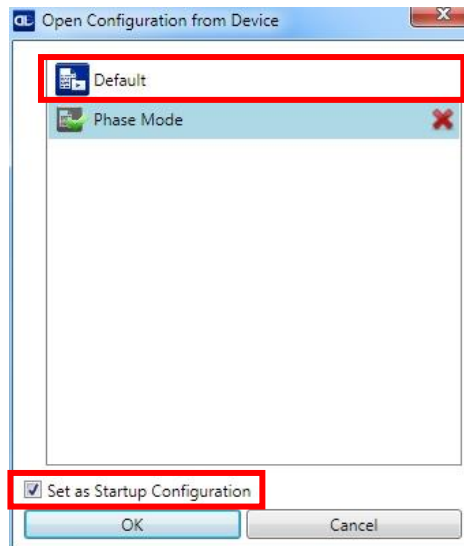 Open Configuration from Device
Default
Phase Mode
Set as Startup Configuration
OK
Cancel